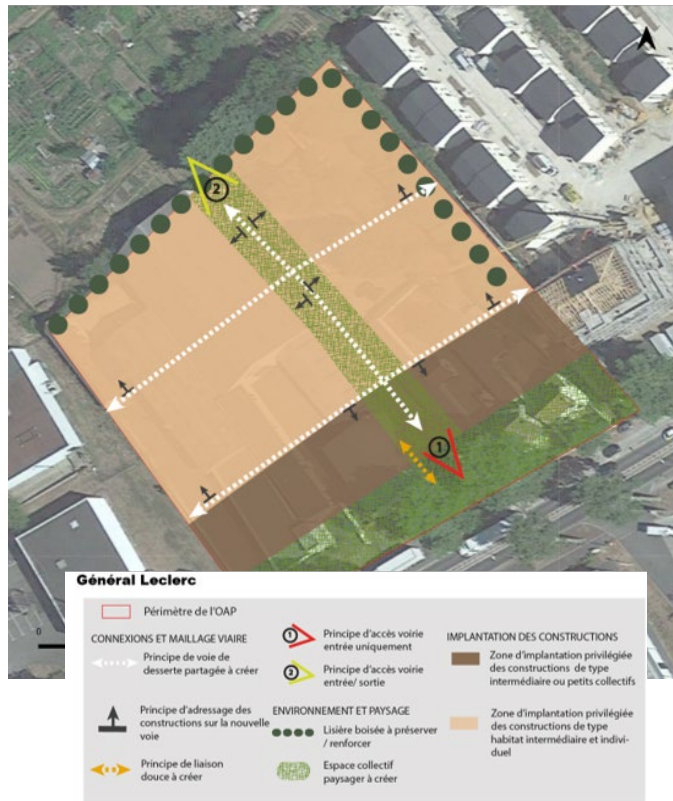 2
1
Général Leclerc
0
Périmètre de l'OAP
CONNEXIONS ET MAILLAGE VIAIRE
Principe de voie de
desserte partagée à créer
Principe d'adressage des
constructions sur la nouvelle
voie
Principe de liaison
douce à créer
1
Principe d'accès voirie
entrée uniquement
2
Principe d'accès voirie
entrée/ sortie
ENVIRONNEMENT ET PAYSAGE
Lisière boisée à préserver
/ renforcer
Espace collectif
paysager à créer
IMPLANTATION DES CONSTRUCTIONS
Zone d'implantation privilégiée
des constructions de type
intermédiaire ou petits collectifs
Zone d'implantation privilégiée
des constructions de type
habitat intermédiaire et indivi-
duel